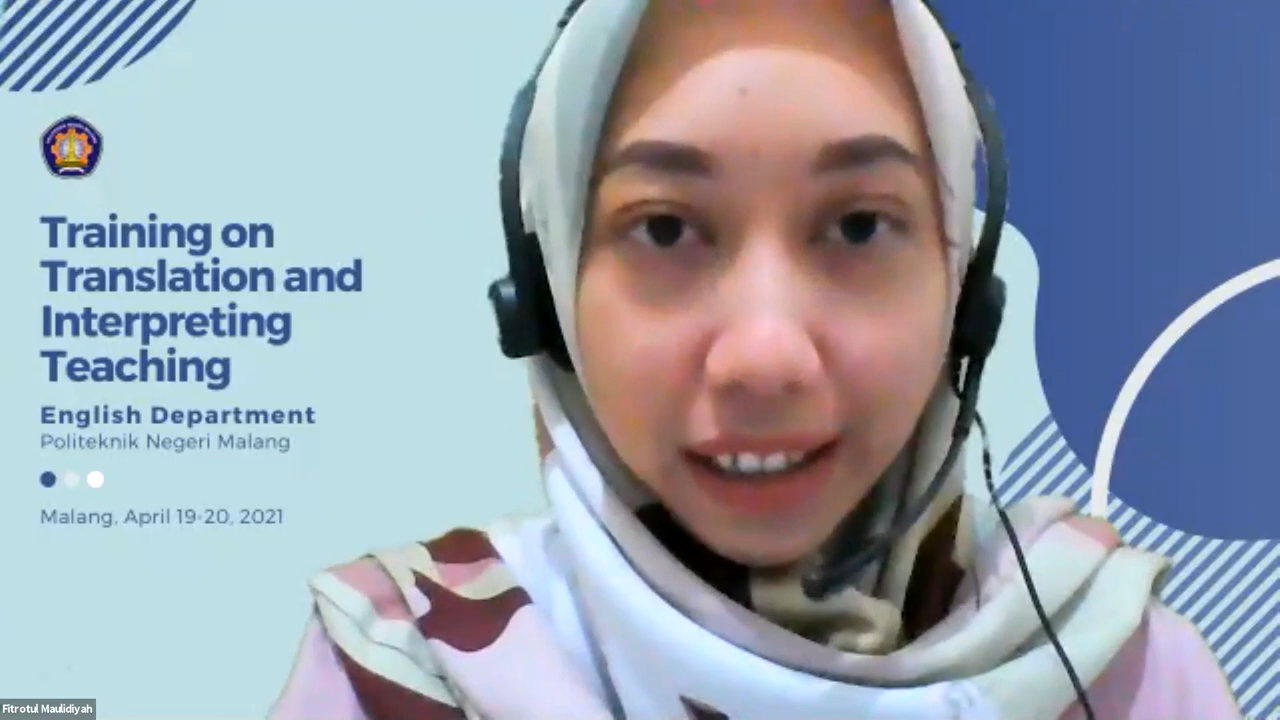 Training on
Translation and
Interpreting
Teaching
English Department
Politeknik Negeri Malang
Malang, April 19-20, 2021
Fitrotul Maulidiyah